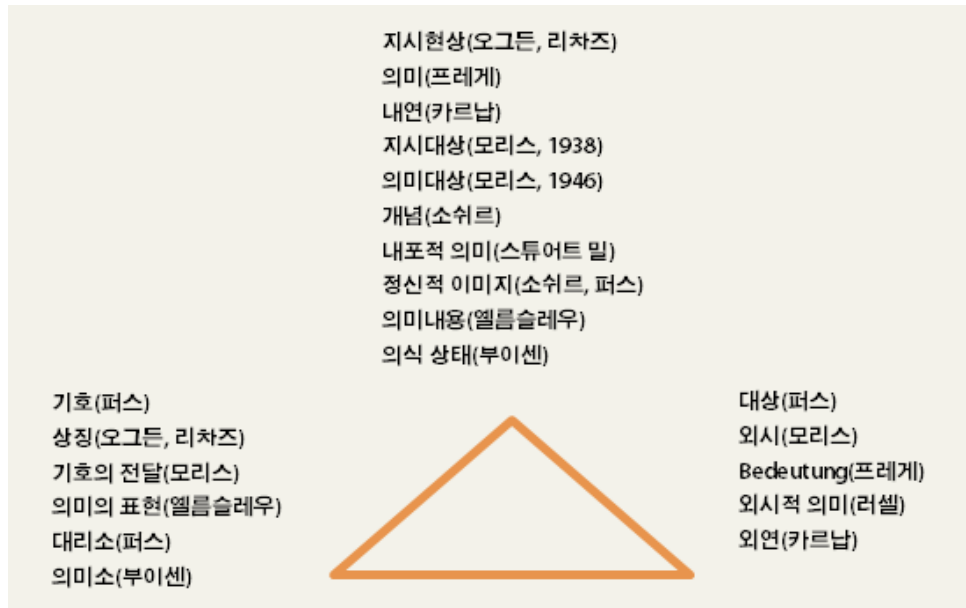 지시현상(오그든, 리차즈)
의미(프레게)
내연(카르납)
지시대상(모리스, 1938)
의미대상(모리스, 1946)
개념(소쉬르)
내포적 의미(스튜어트 밀)
정신적 이미지(소쉬르, 퍼스)
의미내용(옐름슬레우)
의식 상태(부이센)
기호(퍼스)
상징(오그든, 리차즈)
기호의 전달(모리스)
의미의 표현(옐름슬레우)
대리소(퍼스)
의미소(부이센)
대상(퍼스)
외시(모리스)
Bedeutung(프레게)
외시적 의미(러셀)
외연(카르납)